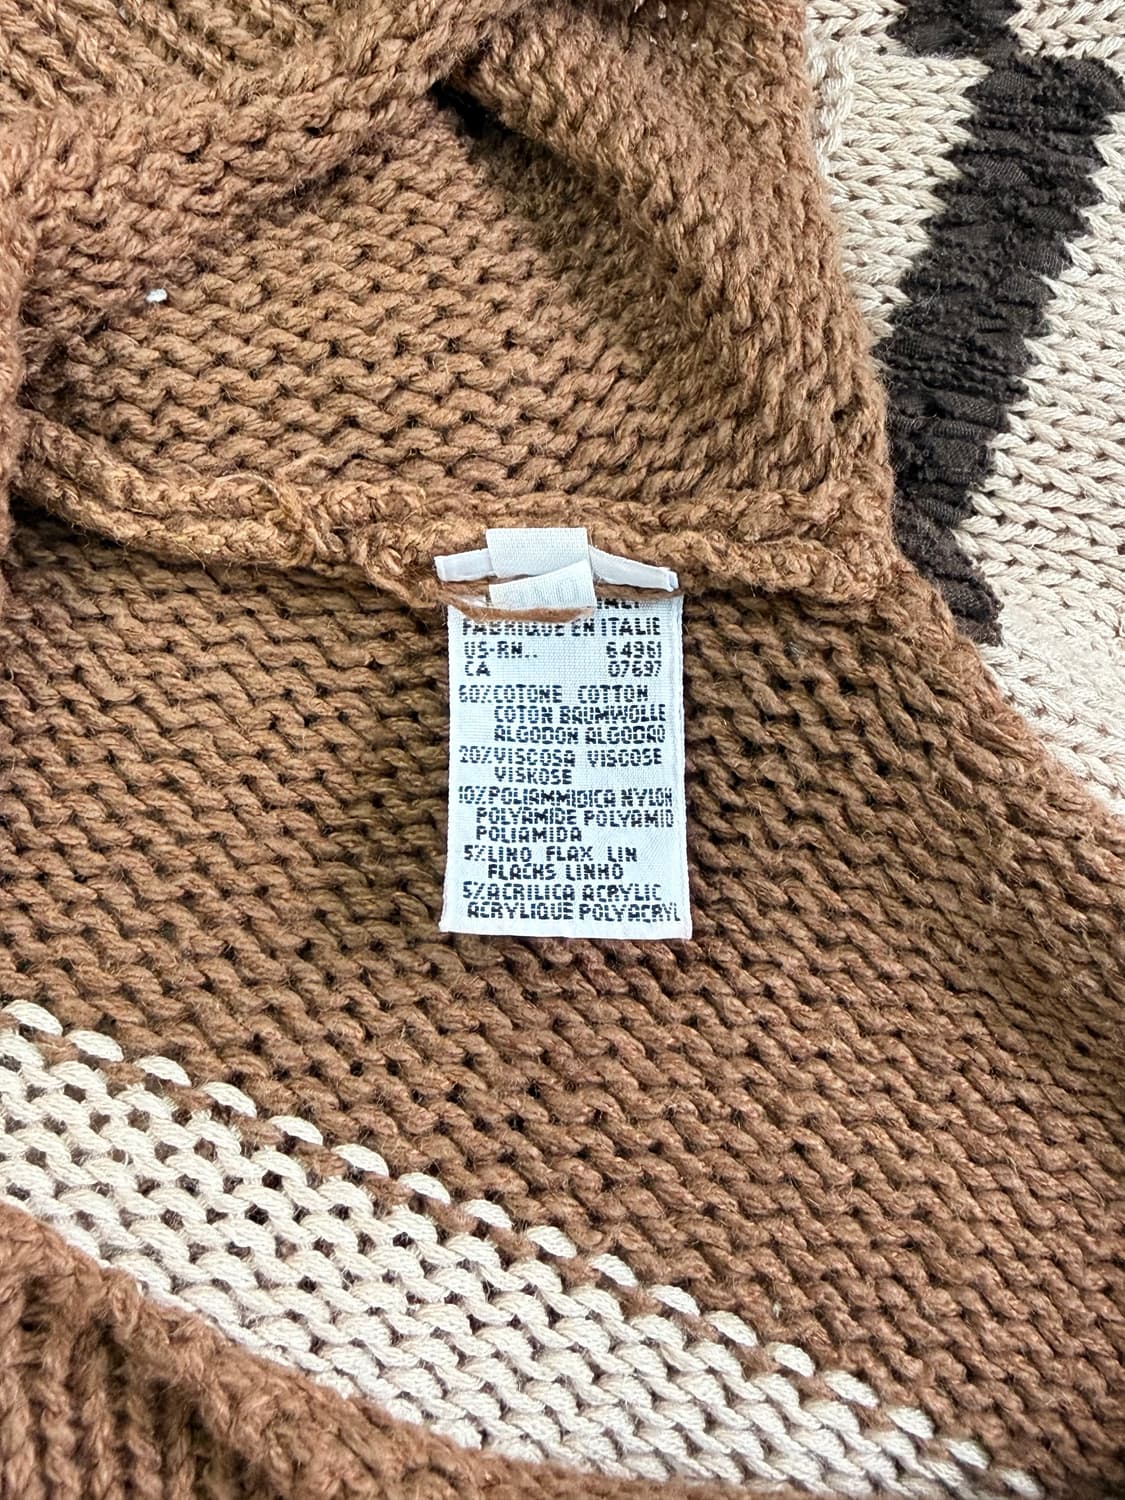 FABRIQUE EN ITALIE
US-RN.. 64361
CA 07697
60%COTONE COTTON
COTON BAUMWOLLE
ALGODON ALGODAO
20%VISCOSA VISCOSE
VISKOSE
10%POLIAMMIDICA NYLON
POLYAMIDE POLYAMID
POLIAMIDA
5%LINO FLAX LIN
FLACHS LINHO
5%ACRILICA ACRYLIC
ACRYLIQUE POLYACRYL